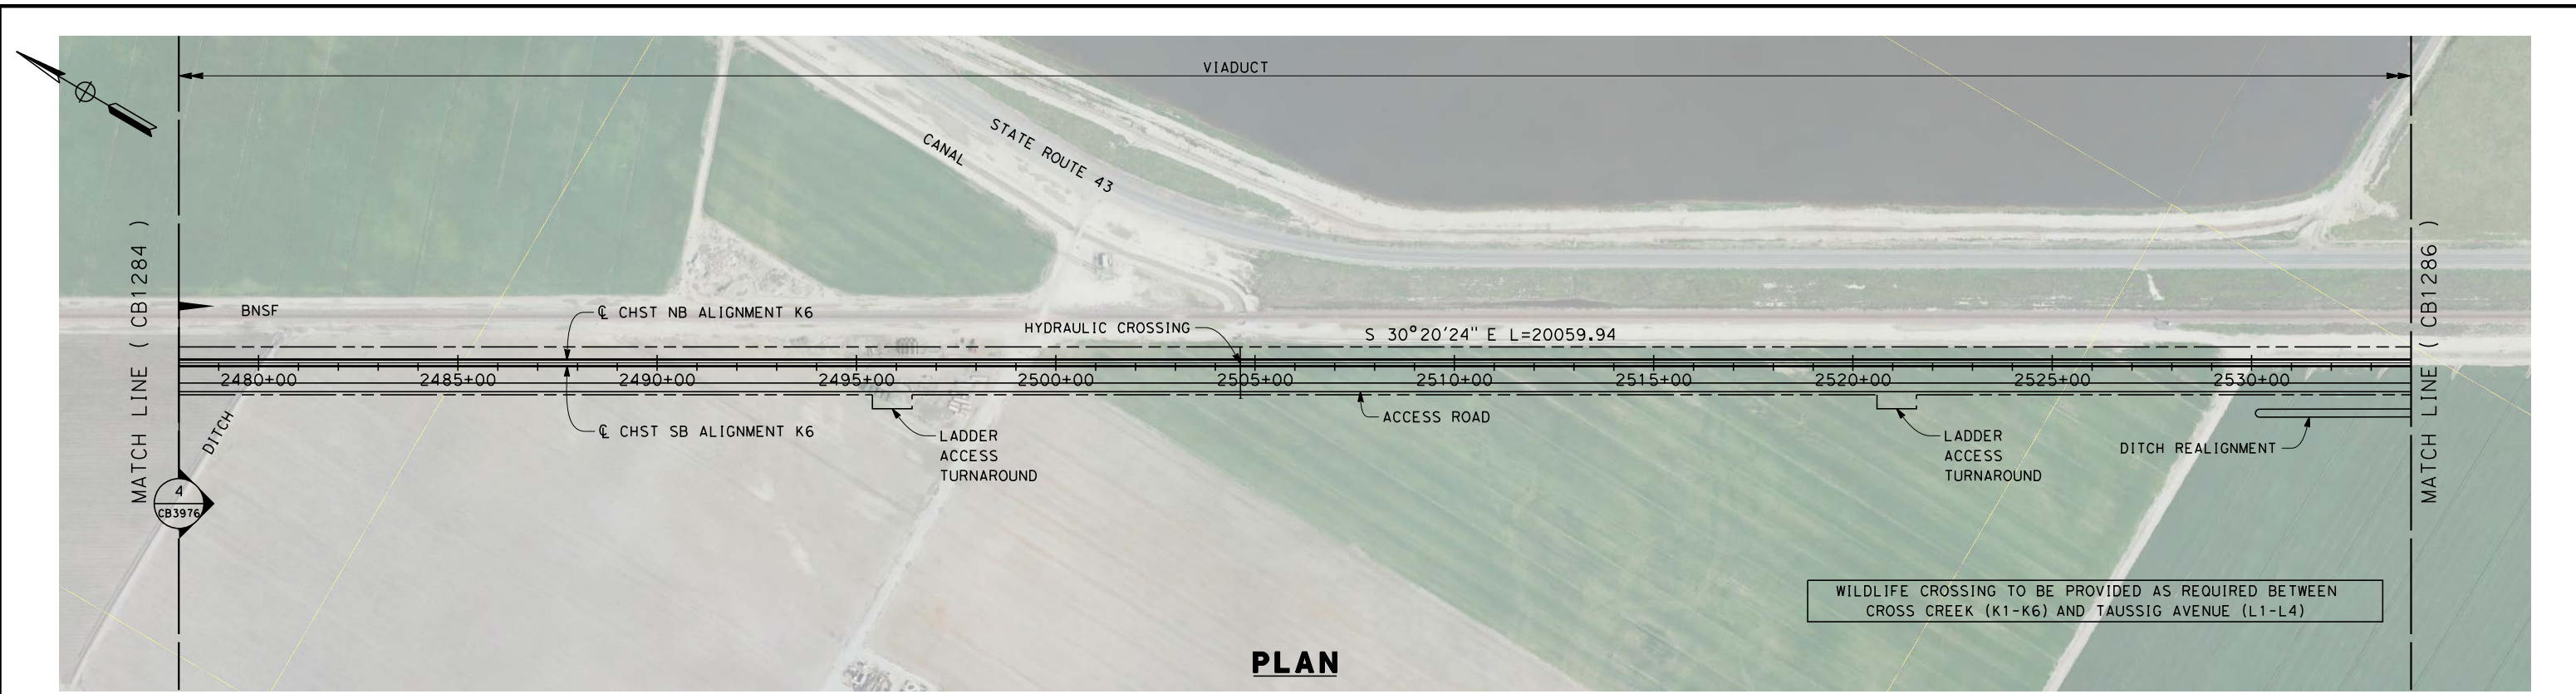 VIADUCT
STATE ROUTE 43
CANAL
MATCH LINE ( CB1284 )
MATCH LINE ( CB1286 )
BNSF
℄ CHST NB ALIGNMENT K6
HYDRAULIC CROSSING
S 30°20'24" E L=20059.94
2480+00
2485+00
2490+00
2495+00
2500+00
2505+00
2510+00
2515+00
2520+00
2525+00
2530+00
DITCH
℄ CHST SB ALIGNMENT K6
LADDER
ACCESS
TURNAROUND
ACCESS ROAD
LADDER
ACCESS
TURNAROUND
DITCH REALIGNMENT
4
CB3976
WILDLIFE CROSSING TO BE PROVIDED AS REQUIRED BETWEEN
CROSS CREEK (K1-K6) AND TAUSSIG AVENUE (L1-L4)
PLAN